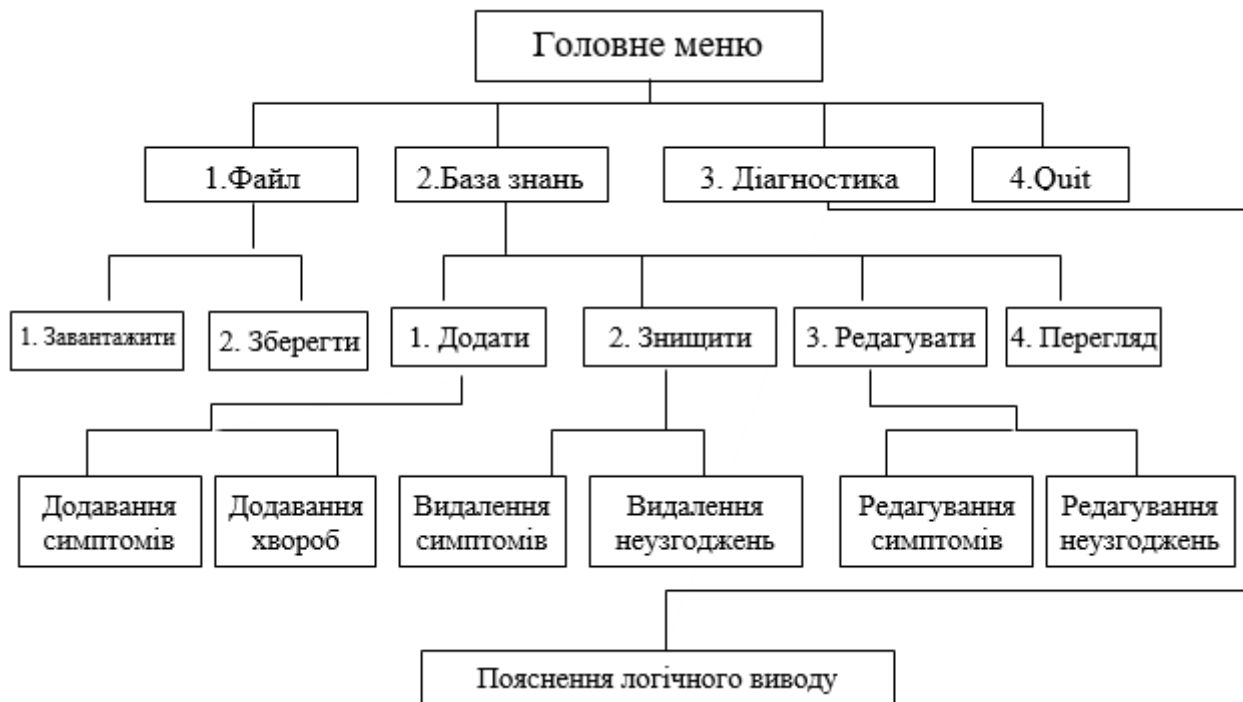 Головне меню
1.Файл
2.База знань
3. Діагностика
4.Quit
1. Завантажити
2. Зберегти
1. Додати
2. Знищити
3. Редагувати
4. Перегляд
Додавання
симптомів
Додавання
хвороб
Видалення
симптомів
Видалення
неузгоджень
Редагування
симптомів
Редагування
неузгоджень
Пояснення логічного виводу